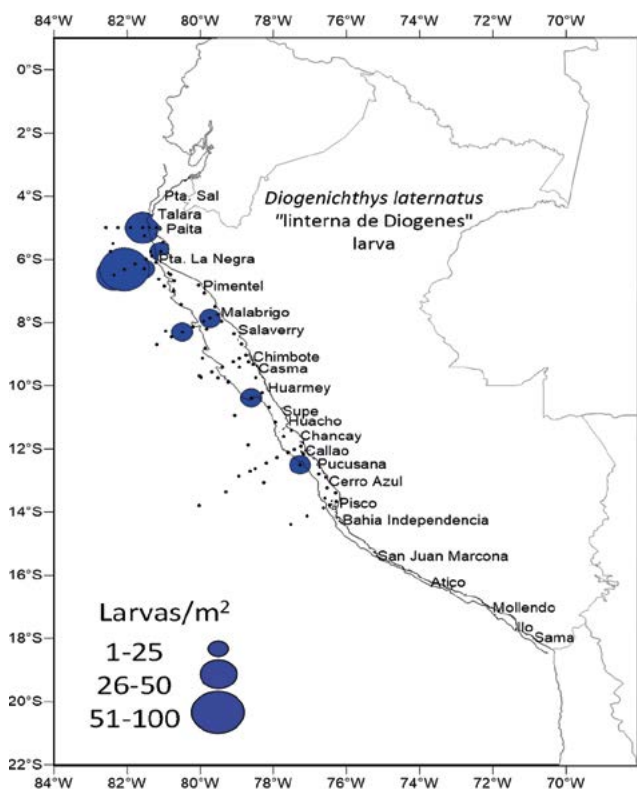 84°W 82°W 80°W 78°W 76°W 74°W 72°W 70°W
0°S
2°S
4°S
6°S
8°S
10°S
12°S
14°S
16°S
18°S
20°S
22°S
Diogenichthys laternatus
"linterna de Diogenes"
larva
Pta. Sal
Talara
Paita
Pta. La Negra
Pimentel
Malabrigo
Salaverry
Chimbote
Casma
Huarmey
Supe
Huacho
Chancay
Callao
Pucusana
Cerro Azul
Pisco
Bahia Independencia
San Juan Marcona
Atico
Mollendo
Ilo
Sama
Larvas/m²
1-25
26-50
51-100
84°W 82°W 80°W 78°W 76°W 74°W 72°W 70°W